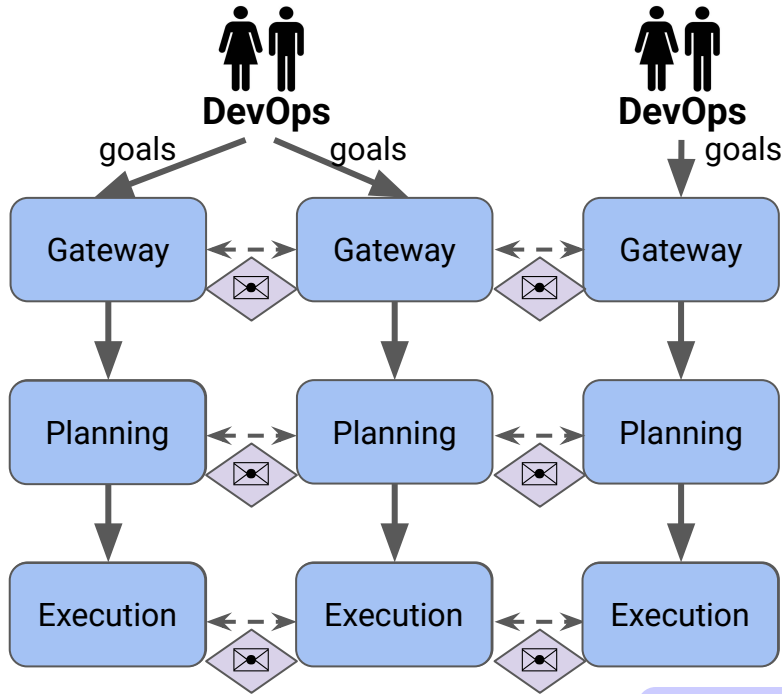 DevOps
DevOps
goals
goals
goals
Gateway
Gateway
Gateway
Planning
Planning
Planning
Execution
Execution
Execution